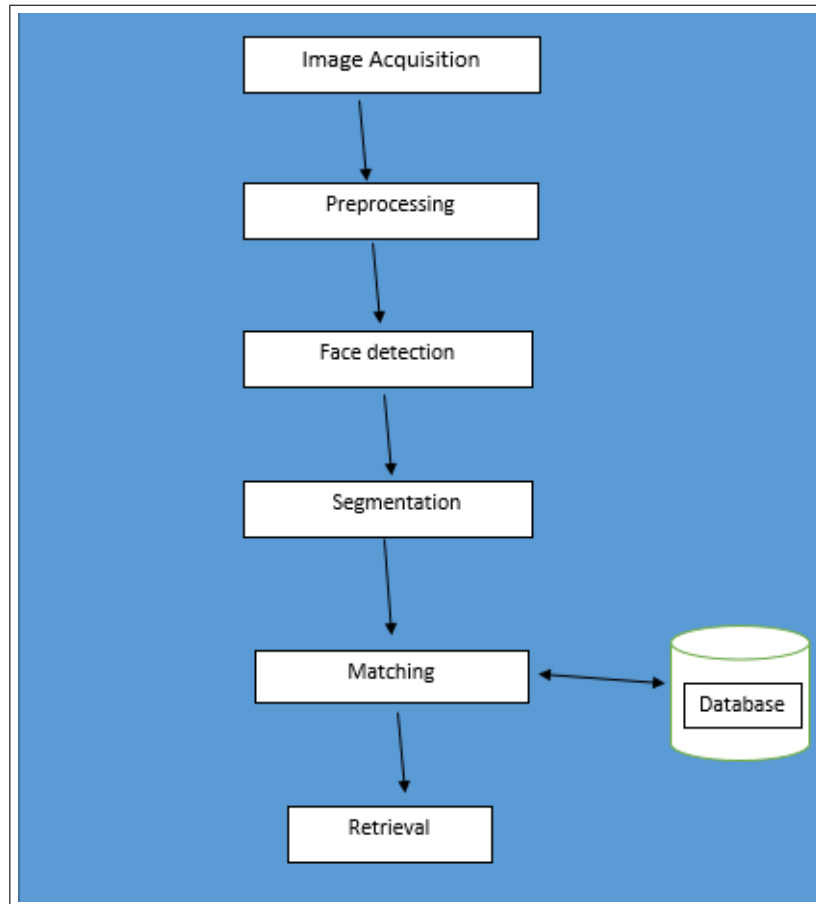 Image Acquisition
Preprocessing
Face detection
Segmentation
Matching
Database
Retrieval